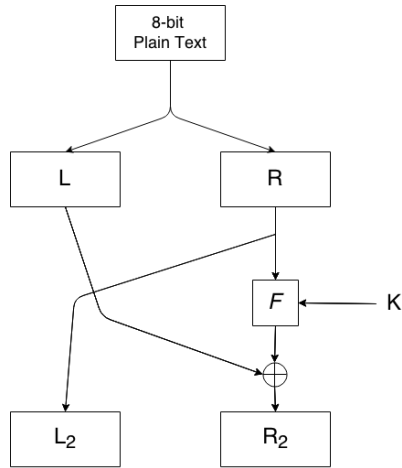 8-bit
Plain Text
L
R
F
K
L₂
R₂